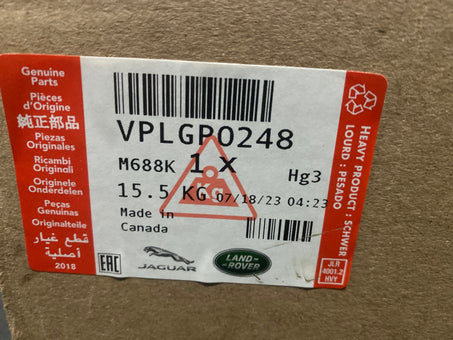 Genuine
Parts
Pièces
d'Origine
純正部品
Piezas
Originales
Ricambi
Originali
Originele
Onderdelen
Peças
Genuinas
Originalteile
قطع غيار
أصلية
2018
VPLGP0248
M688K 1 X Hg3
15.5 KG 07/18/23 04:23
Made in
Canada
EAC
JAGUAR
LAND-
ROVER
HEAVY PRODUCT : SCHWER
LOURD : PESADO
JLR
4001.2
HVY